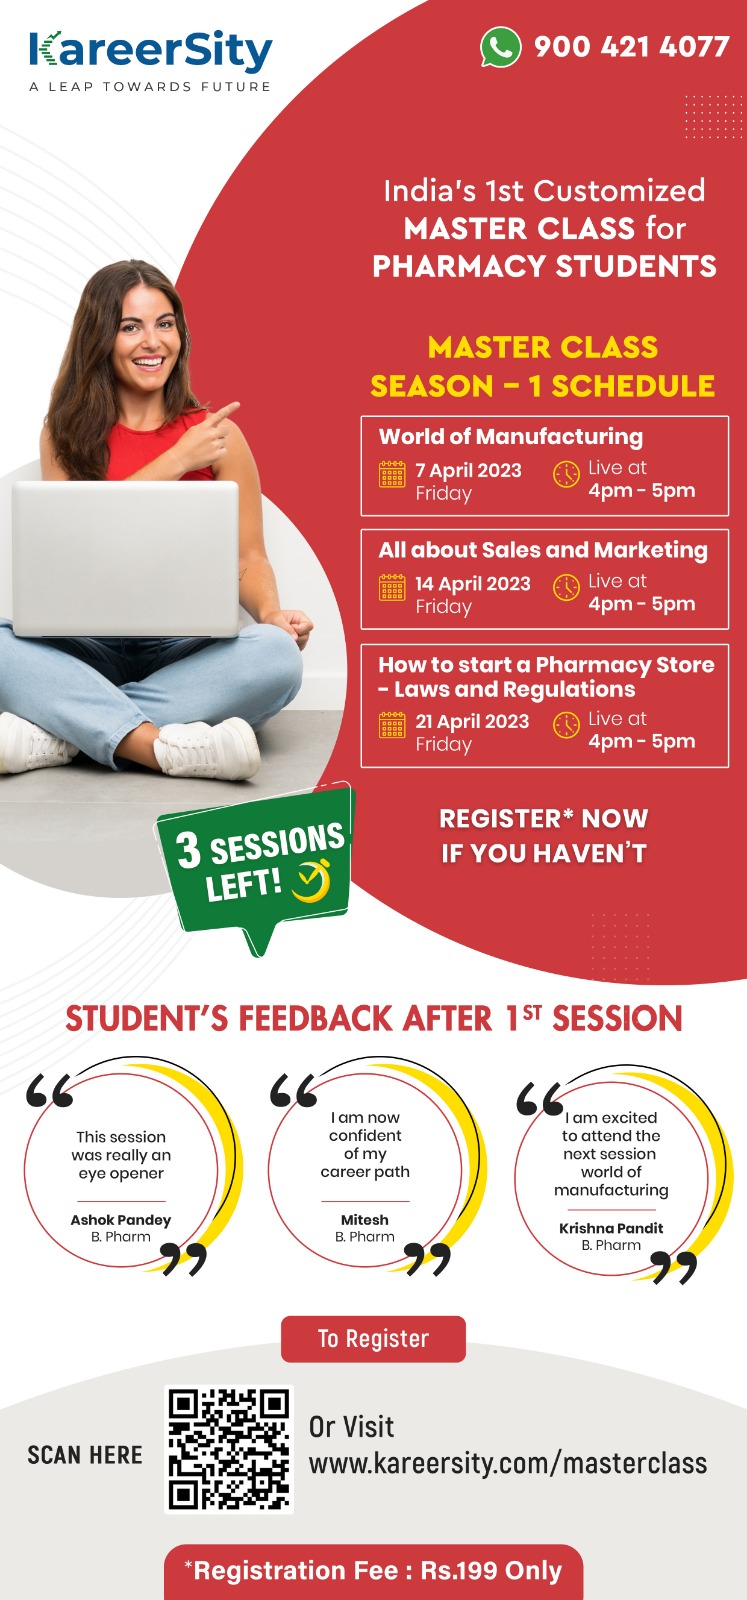 KareerSity
A LEAP TOWARDS FUTURE
900 421 4077
India's 1st Customized
MASTER CLASS for
PHARMACY STUDENTS
MASTER CLASS
SEASON – 1 SCHEDULE
World of Manufacturing
7 April 2023
Friday
Live at
4pm - 5pm
All about Sales and Marketing
14 April 2023
Friday
Live at
4pm - 5pm
How to start a Pharmacy Store
- Laws and Regulations
21 April 2023
Friday
Live at
4pm - 5pm
3 SESSIONS
LEFT!
REGISTER* NOW
IF YOU HAVEN'T
STUDENT'S FEEDBACK AFTER 1ST SESSION
“
This session
was really an
eye opener
Ashok Pandey
B. Pharm
”
“
I am now
confident
of my
career path
Mitesh
B. Pharm
”
“
I am excited
to attend the
next session
world of
manufacturing
Krishna Pandit
B. Pharm
”
To Register
SCAN HERE
Or Visit
www.kareersity.com/masterclass
*Registration Fee : Rs.199 Only